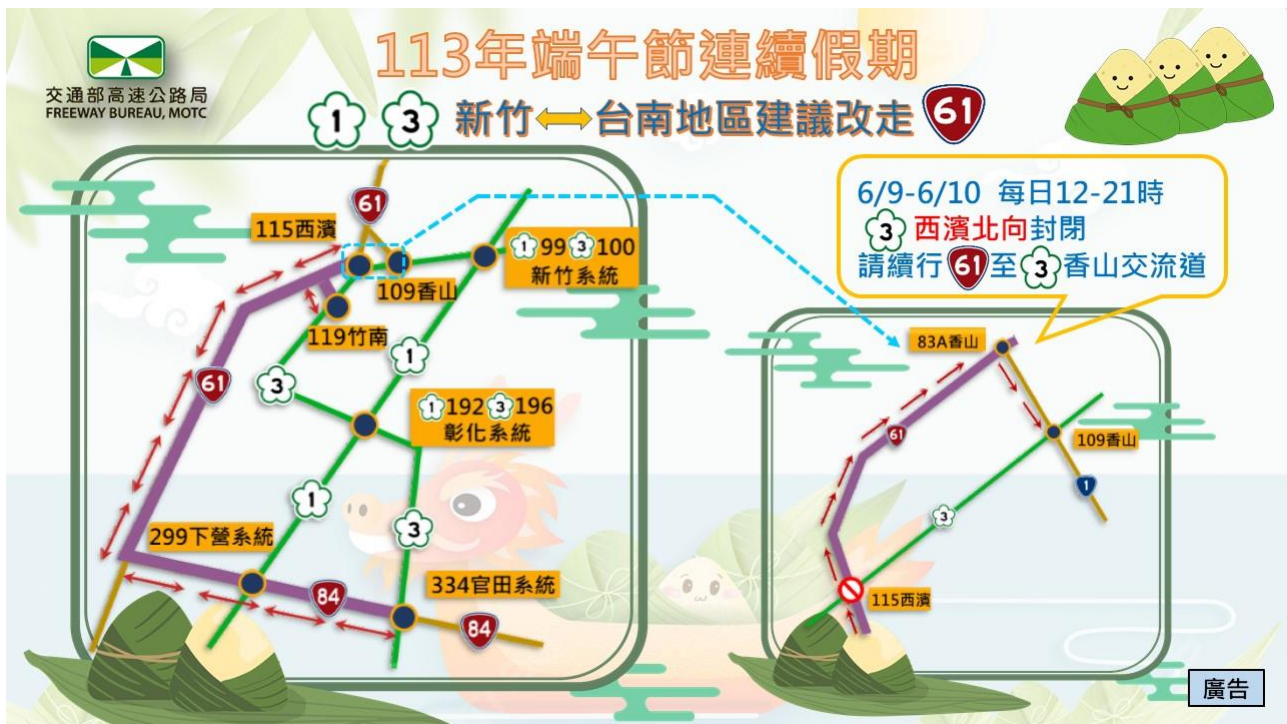 交通部高速公路局
FREEWAY BUREAU, MOTC
113年端午節連續假期
1 3 新竹⟺台南地區建議改走 61
6/9-6/10 每日12-21時
3 西濱北向封閉
請續行 61 至 3 香山交流道
61
115西濱
1 99 3 100
新竹系統
109香山
119竹南
1
3
61
1 192 3 196
彰化系統
1
3
299下營系統
84
334官田系統
84
83A香山
61
109香山
1
3
115西濱
廣告